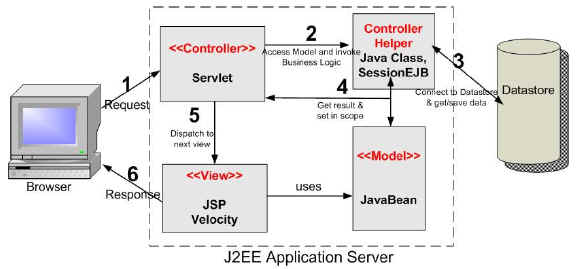 1
Request
Browser
6
Response
<<Controller>>
Servlet
2
Access Model and invoke
Business Logic
Controller
Helper
Java Class,
SessionEJB
3
Connect to Datastore
& get/save data
Datastore
4
Get result &
set in scope
5
Dispatch to
next view
<<View>>
JSP
Velocity
uses
<<Model>>
JavaBean
J2EE Application Server